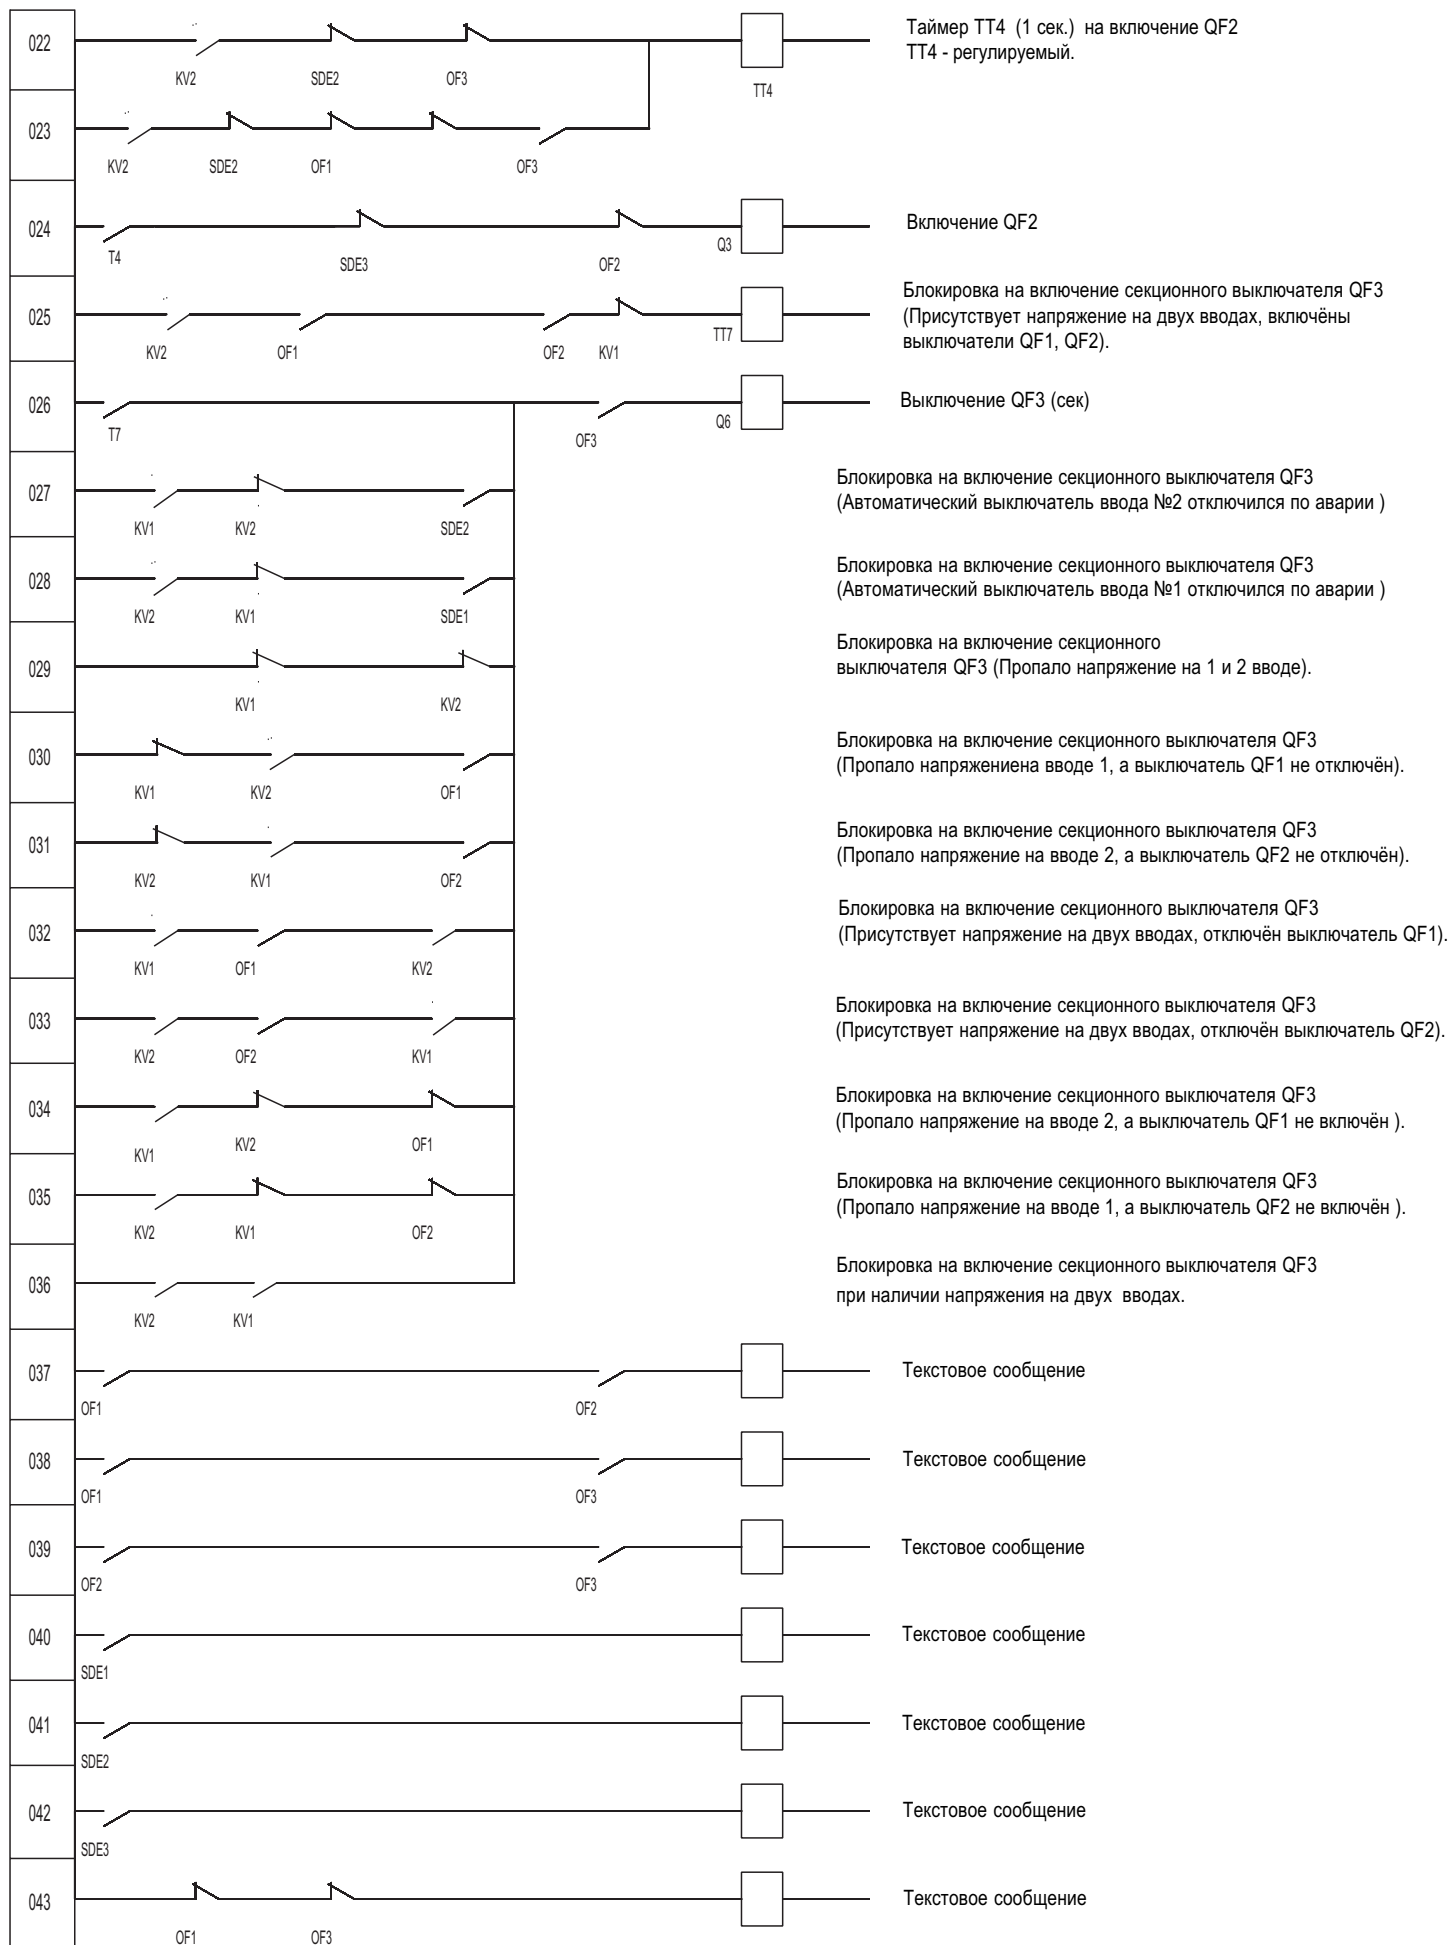 022
KV2 SDE2 OF3 TT4
Таймер ТТ4 (1 сек.) на включение QF2
ТТ4 - регулируемый.
023
KV2 SDE2 OF1 OF3
024
T4 SDE3 OF2 Q3
Включение QF2
025
KV2 OF1 OF2 KV1 TT7
Блокировка на включение секционного выключателя QF3
(Присутствует напряжение на двух вводах, включёны
выключатели QF1, QF2).
026
T7 OF3 Q6
Выключение QF3 (сек)
027
KV1 KV2 SDE2
Блокировка на включение секционного выключателя QF3
(Автоматический выключатель ввода №2 отключился по аварии )
028
KV2 KV1 SDE1
Блокировка на включение секционного выключателя QF3
(Автоматический выключатель ввода №1 отключился по аварии )
029
KV1 KV2
Блокировка на включение секционного
выключателя QF3 (Пропало напряжение на 1 и 2 вводе).
030
KV1 KV2 OF1
Блокировка на включение секционного выключателя QF3
(Пропало напряжениена вводе 1, а выключатель QF1 не отключён).
031
KV2 KV1 OF2
Блокировка на включение секционного выключателя QF3
(Пропало напряжение на вводе 2, а выключатель QF2 не отключён).
032
KV1 OF1 KV2
Блокировка на включение секционного выключателя QF3
(Присутствует напряжение на двух вводах, отключён выключатель QF1).
033
KV2 OF2 KV1
Блокировка на включение секционного выключателя QF3
(Присутствует напряжение на двух вводах, отключён выключатель QF2).
034
KV1 KV2 OF1
Блокировка на включение секционного выключателя QF3
(Пропало напряжение на вводе 2, а выключатель QF1 не включён ).
035
KV2 KV1 OF2
Блокировка на включение секционного выключателя QF3
(Пропало напряжение на вводе 1, а выключатель QF2 не включён ).
036
KV2 KV1
Блокировка на включение секционного выключателя QF3
при наличии напряжения на двух вводах.
037
OF1 OF2
Текстовое сообщение
038
OF1 OF3
Текстовое сообщение
039
OF2 OF3
Текстовое сообщение
040
SDE1
Текстовое сообщение
041
SDE2
Текстовое сообщение
042
SDE3
Текстовое сообщение
043
OF1 OF3
Текстовое сообщение